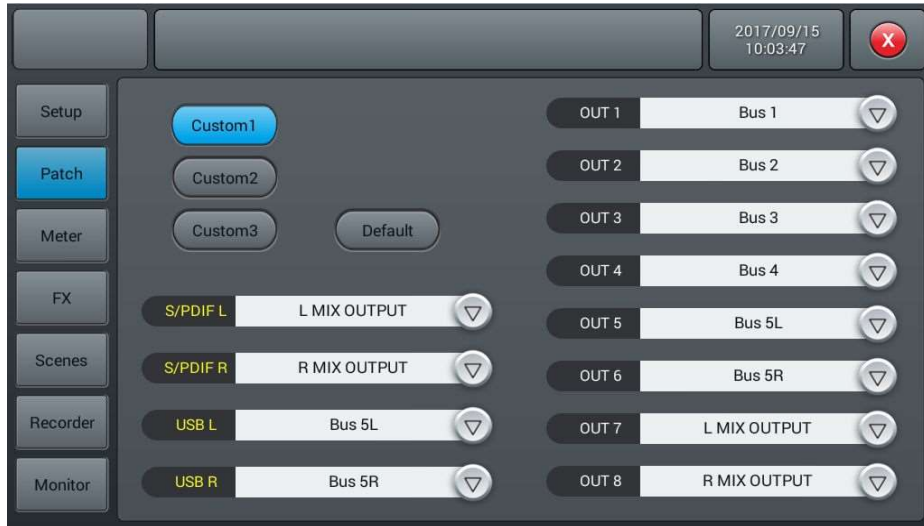 2017/09/15
10:03:47
X
Setup
Patch
Meter
FX
Scenes
Recorder
Monitor
Custom1
Custom2
Custom3 Default
S/PDIF L L MIX OUTPUT
S/PDIF R R MIX OUTPUT
USB L Bus 5L
USB R Bus 5R
OUT 1 Bus 1
OUT 2 Bus 2
OUT 3 Bus 3
OUT 4 Bus 4
OUT 5 Bus 5L
OUT 6 Bus 5R
OUT 7 L MIX OUTPUT
OUT 8 R MIX OUTPUT